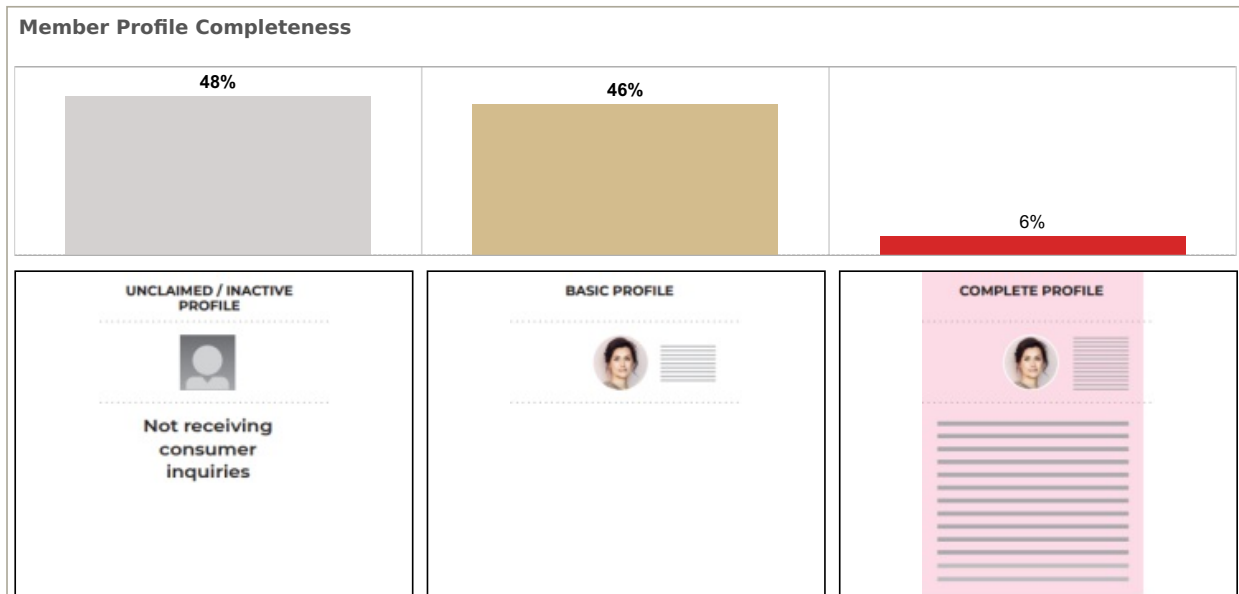 Member Profile Completeness
48%
46%
6%
UNCLAIMED / INACTIVE
PROFILE
Not receiving
consumer
inquiries
BASIC PROFILE
COMPLETE PROFILE